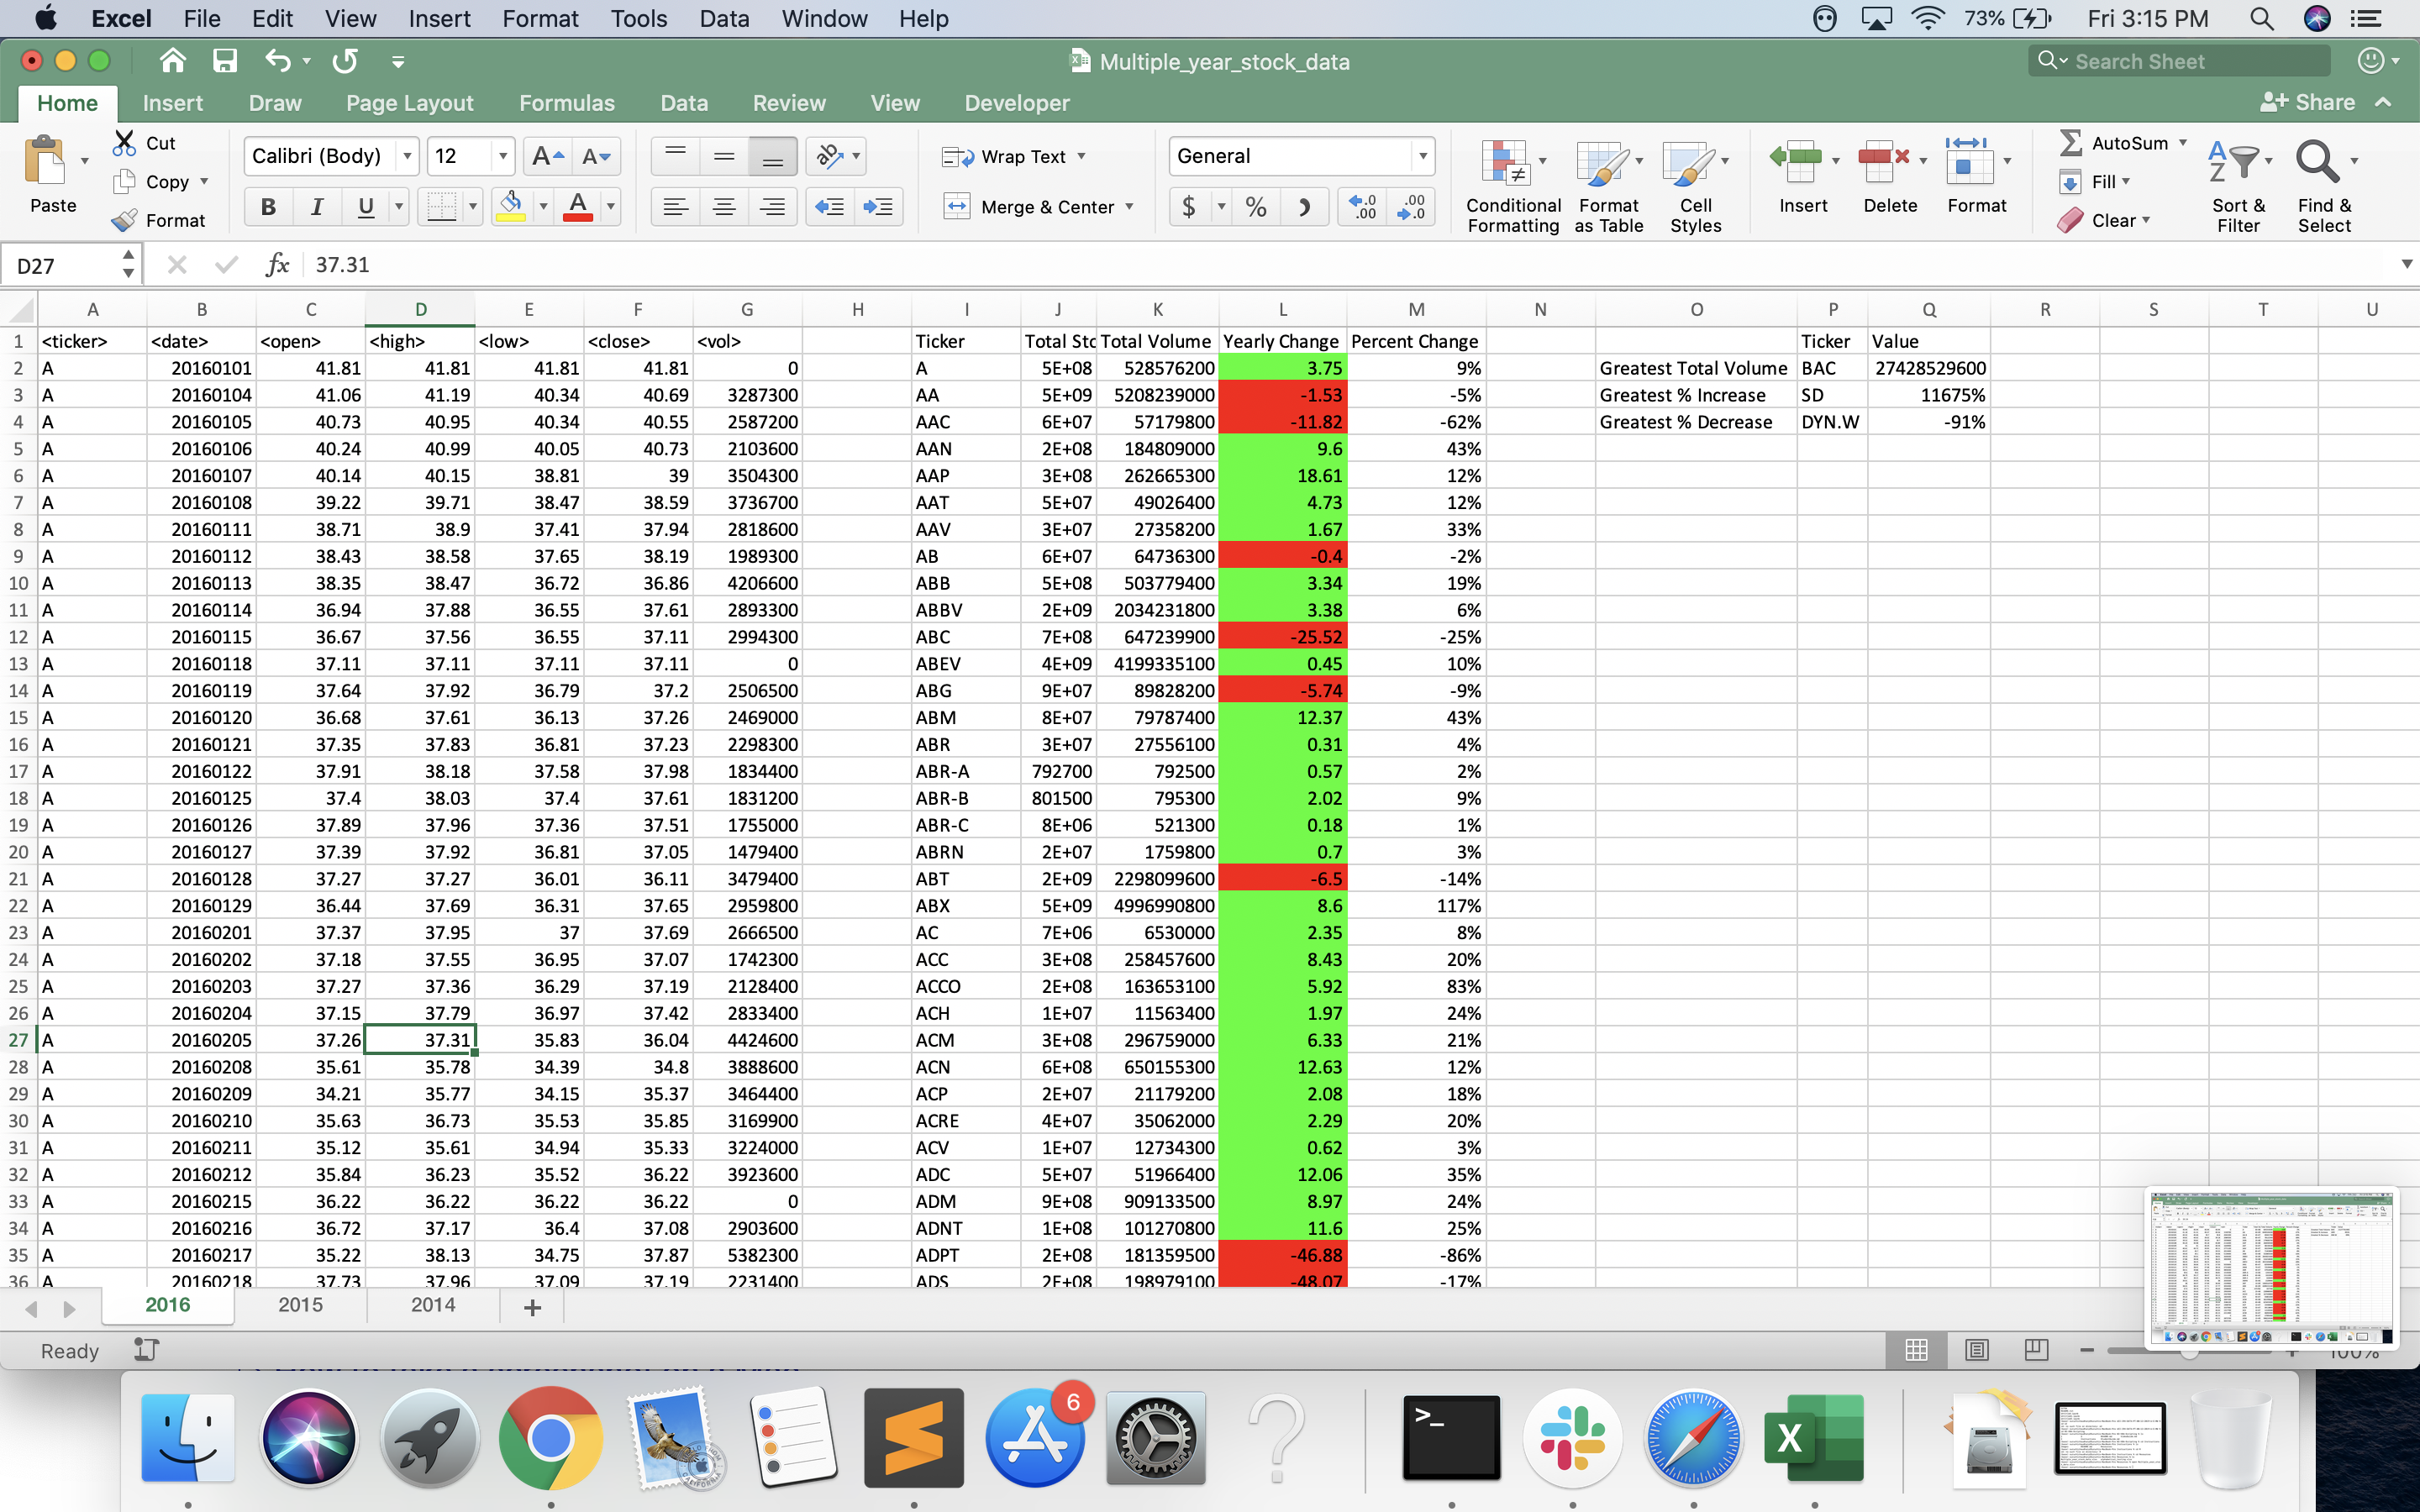 Excel File Edit View Insert Format Tools Data Window Help 73% Fri 3:15 PM
Multiple_year_stock_data Search Sheet
Home Insert Draw Page Layout Formulas Data Review View Developer Share
Paste Cut Copy Format
Calibri (Body) 12 A A
B I U A
ab Wrap Text Merge & Center
General
$ % .0 .00 .00 .0
Conditional Formatting Format as Table Cell Styles Insert Delete Format
AutoSum Fill Clear Sort & Filter Find & Select
D27 fx 37.31
A B C D E F G H I J K L M N O P Q R S T U
1 <ticker> <date> <open> <high> <low> <close> <vol> Ticker Total Stc Total Volume Yearly Change Percent Change Ticker Value
2 A 20160101 41.81 41.81 41.81 41.81 0 A 5E+08 528576200 3.75 9% Greatest Total Volume BAC 27428529600
3 A 20160104 41.06 41.19 40.34 40.69 3287300 AA 5E+09 5208239000 -1.53 -5% Greatest % Increase SD 11675%
4 A 20160105 40.73 40.95 40.34 40.55 2587200 AAC 6E+07 57179800 -11.82 -62% Greatest % Decrease DYN.W -91%
5 A 20160106 40.24 40.99 40.05 40.73 2103600 AAN 2E+08 184809000 9.6 43%
6 A 20160107 40.14 40.15 38.81 39 3504300 AAP 3E+08 262665300 18.61 12%
7 A 20160108 39.22 39.71 38.47 38.59 3736700 AAT 5E+07 49026400 4.73 12%
8 A 20160111 38.71 38.9 37.41 37.94 2818600 AAV 3E+07 27358200 1.67 33%
9 A 20160112 38.43 38.58 37.65 38.19 1989300 AB 6E+07 64736300 -0.4 -2%
10 A 20160113 38.35 38.47 36.72 36.86 4206600 ABB 5E+08 503779400 3.34 19%
11 A 20160114 36.94 37.88 36.55 37.61 2893300 ABBV 2E+09 2034231800 3.38 6%
12 A 20160115 36.67 37.56 36.55 37.11 2994300 ABC 7E+08 647239900 -25.52 -25%
13 A 20160118 37.11 37.11 37.11 37.11 0 ABEV 4E+09 4199335100 0.45 10%
14 A 20160119 37.64 37.92 36.79 37.2 2506500 ABG 9E+07 89828200 -5.74 -9%
15 A 20160120 36.68 37.61 36.13 37.26 2469000 ABM 8E+07 79787400 12.37 43%
16 A 20160121 37.35 37.83 36.81 37.23 2298300 ABR 3E+07 27556100 0.31 4%
17 A 20160122 37.91 38.18 37.58 37.98 1834400 ABR-A 792700 792500 0.57 2%
18 A 20160125 37.4 38.03 37.4 37.61 1831200 ABR-B 801500 795300 2.02 9%
19 A 20160126 37.89 37.96 37.36 37.51 1755000 ABR-C 8E+06 521300 0.18 1%
20 A 20160127 37.39 37.92 36.81 37.05 1479400 ABRN 2E+07 1759800 0.7 3%
21 A 20160128 37.27 37.27 36.01 36.11 3479400 ABT 2E+09 2298099600 -6.5 -14%
22 A 20160129 36.44 37.69 36.31 37.65 2959800 ABX 5E+09 4996990800 8.6 117%
23 A 20160201 37.37 37.95 37 37.69 2666500 AC 7E+06 6530000 2.35 8%
24 A 20160202 37.18 37.55 36.95 37.07 1742300 ACC 3E+08 258457600 8.43 20%
25 A 20160203 37.27 37.36 36.29 37.19 2128400 ACCO 2E+08 163653100 5.92 83%
26 A 20160204 37.15 37.79 36.97 37.42 2833400 ACH 1E+07 11563400 1.97 24%
27 A 20160205 37.26 37.31 35.83 36.04 4424600 ACM 3E+08 296759000 6.33 21%
28 A 20160208 35.61 35.78 34.39 34.8 3888600 ACN 6E+08 650155300 12.63 12%
29 A 20160209 34.21 35.77 34.15 35.37 3464400 ACP 2E+07 21179200 2.08 18%
30 A 20160210 35.63 36.73 35.53 35.85 3169900 ACRE 4E+07 35062000 2.29 20%
31 A 20160211 35.12 35.61 34.94 35.33 3224000 ACV 1E+07 12734300 0.62 3%
32 A 20160212 35.84 36.23 35.52 36.22 3923600 ADC 5E+07 51966400 12.06 35%
33 A 20160215 36.22 36.22 36.22 36.22 0 ADM 9E+08 909133500 8.97 24%
34 A 20160216 36.72 37.17 36.4 37.08 2903600 ADNT 1E+08 101270800 11.6 25%
35 A 20160217 35.22 38.13 34.75 37.87 5382300 ADPT 2E+08 181359500 -46.88 -86%
36 A 20160218 37.73 37.96 37.09 37.19 2231400 ADS 2E+08 198979100 -48.07 -17%
2016 2015 2014 +
Ready 100%
6
>_
X